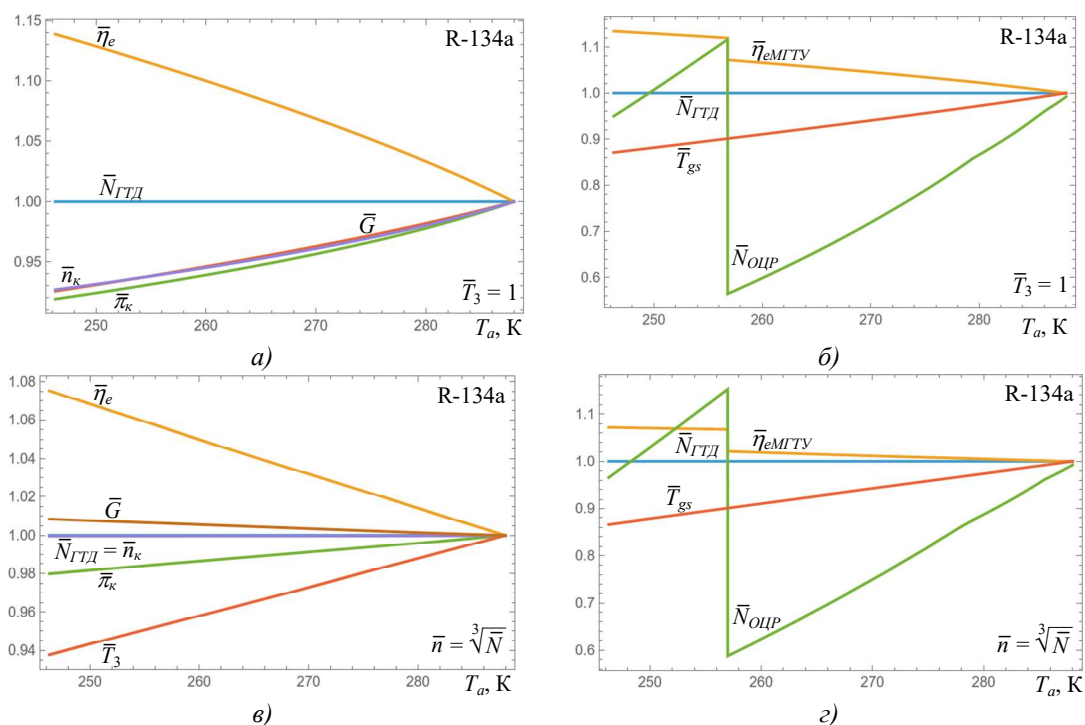 1.15
η̄e
R-134a
1.10
1.05
N̄ГТД
1.00
Ḡ
0.95
n̄к
π̄к
T̄3 = 1
250
260
270
280
Ta, К
а)
R-134a
1.1
η̄eМГТУ
1.0
N̄ГТД
0.9
T̄gs
0.8
0.7
N̄ОЦР
0.6
T̄3 = 1
250
260
270
280
Ta, К
б)
1.08
η̄e
R-134a
1.06
1.04
1.02
Ḡ
1.00
N̄ГТД = n̄к
0.98
π̄к
0.96
0.94
T̄3
n̄ = ∛N̄
250
260
270
280
Ta, К
в)
R-134a
1.1
N̄ГТД
η̄eМГТУ
1.0
T̄gs
0.9
0.8
0.7
N̄ОЦР
0.6
n̄ = ∛N̄
250
260
270
280
Ta, К
г)